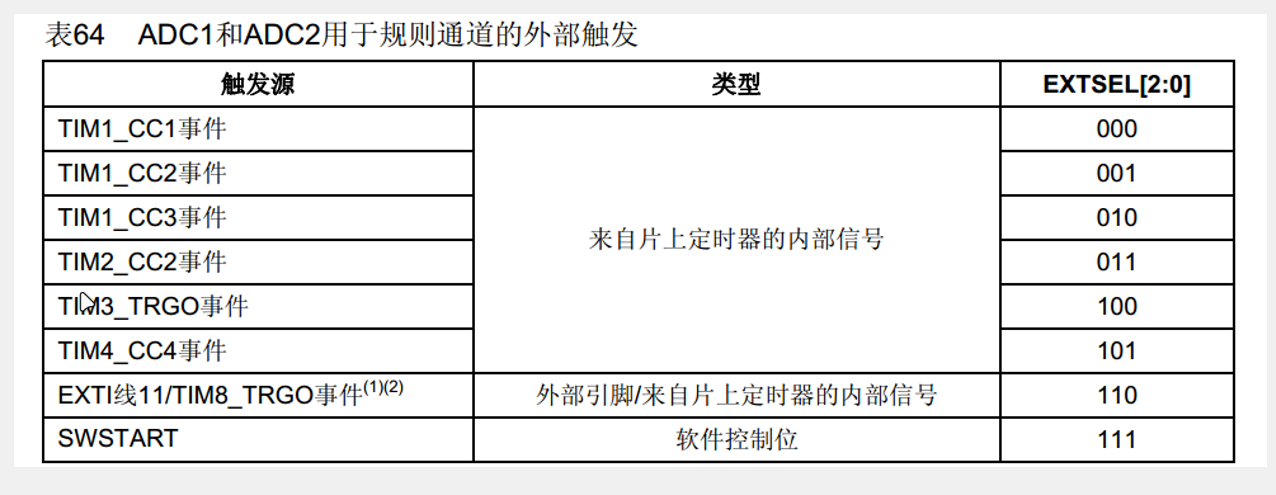 表64 ADC1和ADC2用于规则通道的外部触发
触发源 类型 EXTSEL[2:0]
TIM1_CC1事件 000
TIM1_CC2事件 001
TIM1_CC3事件 010
来自片上定时器的内部信号
TIM2_CC2事件 011
TIM3_TRGO事件 100
TIM4_CC4事件 101
EXTI线11/TIM8_TRGO事件(1)(2) 外部引脚/来自片上定时器的内部信号 110
SWSTART 软件控制位 111